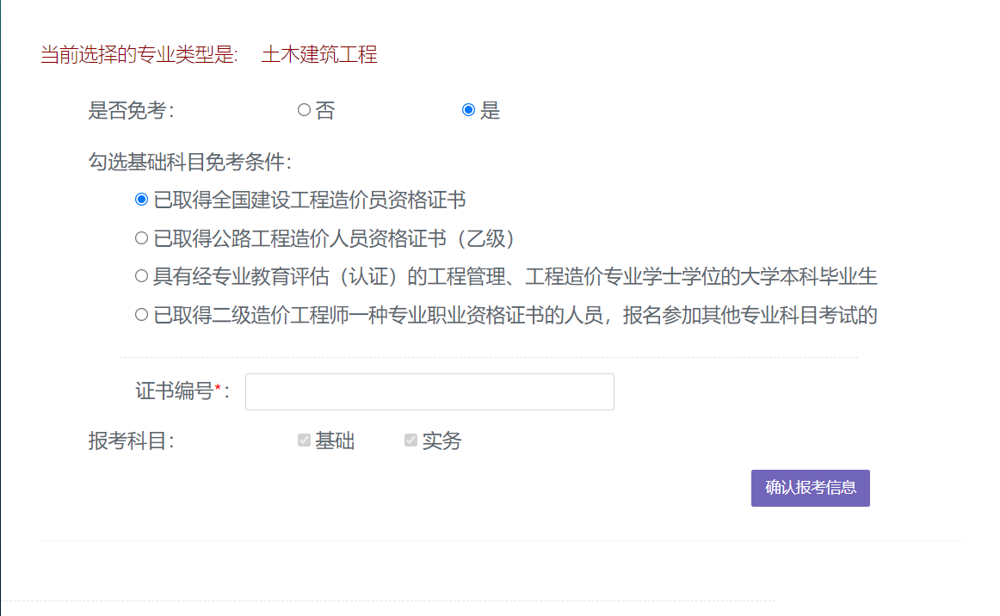 当前选择的专业类型是: 土木建筑工程
是否免考: 否 是
勾选基础科目免考条件:
已取得全国建设工程造价员资格证书
已取得公路工程造价人员资格证书（乙级）
具有经专业教育评估（认证）的工程管理、工程造价专业学士学位的大学本科毕业生
已取得二级造价工程师一种专业职业资格证书的人员，报名参加其他专业科目考试的
证书编号*:
报考科目: 基础 实务
确认报考信息